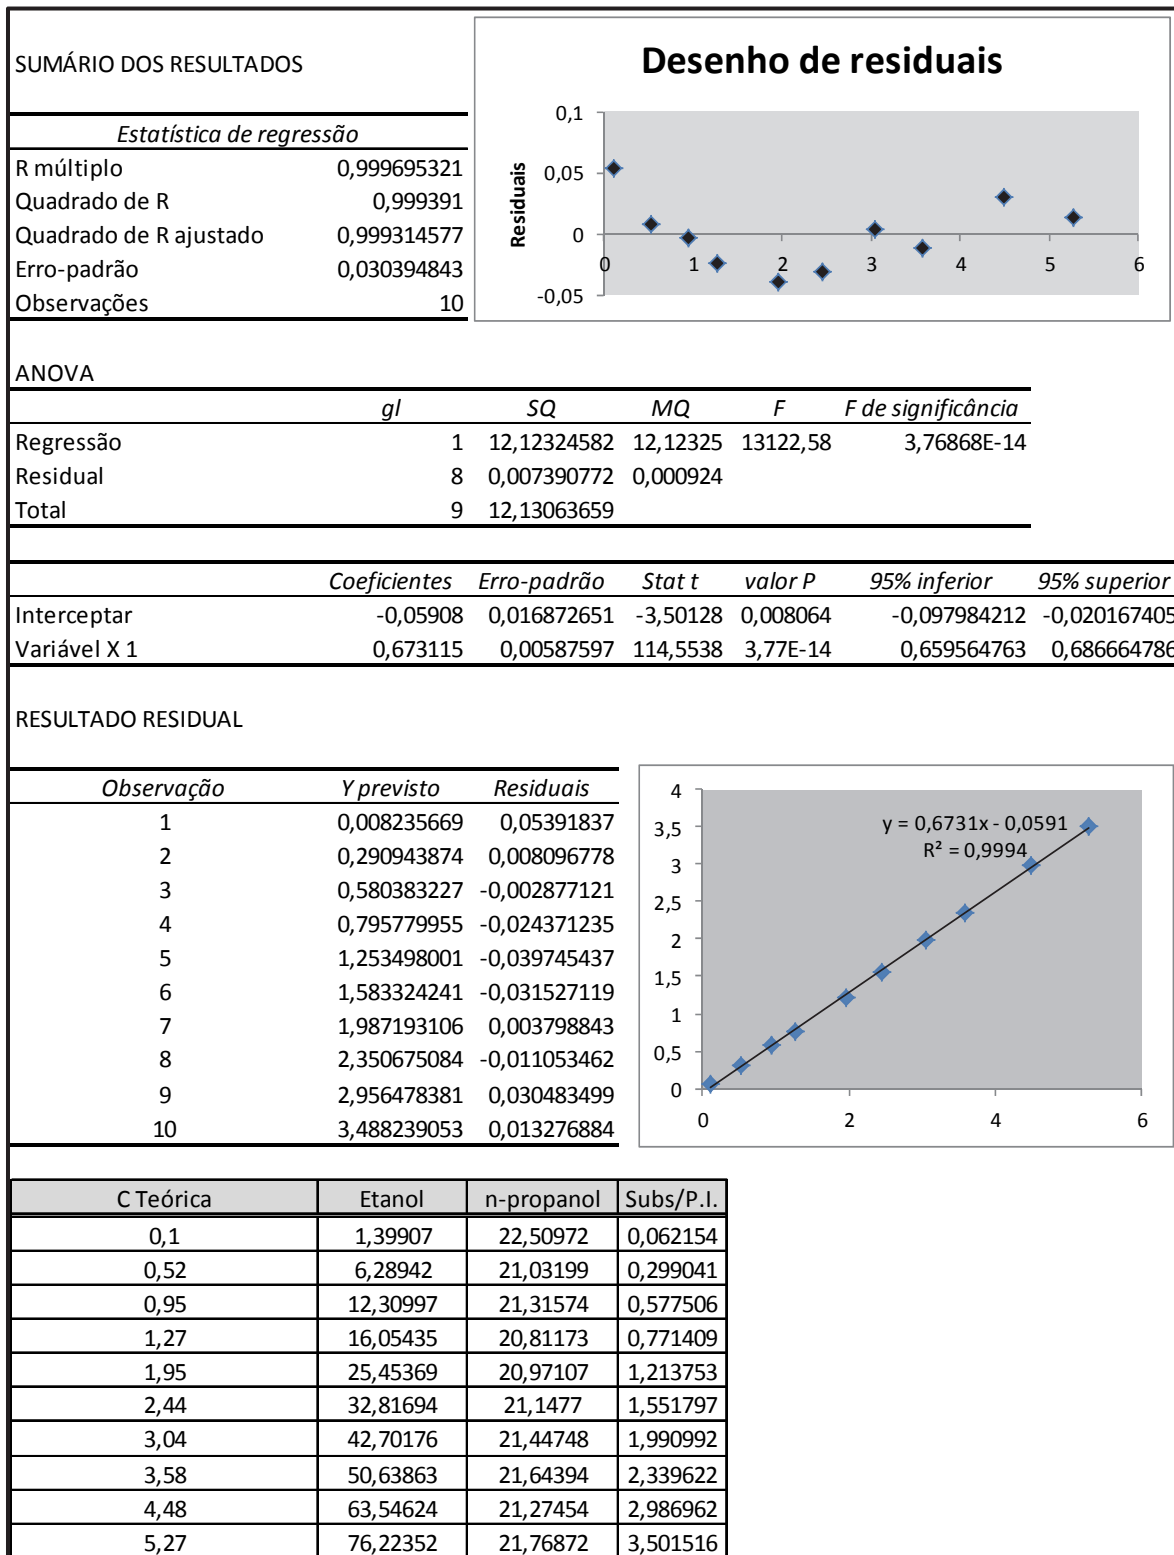 SUMÁRIO DOS RESULTADOS
Desenho de residuais
Estatística de regressão
R múltiplo 0,999695321
Quadrado de R 0,999391
Quadrado de R ajustado 0,999314577
Erro-padrão 0,030394843
Observações 10
Residuais
0,1
0,05
0
-0,05
0 1 2 3 4 5 6
ANOVA
gl SQ MQ F F de significância
Regressão 1 12,12324582 12,12325 13122,58 3,76868E-14
Residual 8 0,007390772 0,000924
Total 9 12,13063659
Coeficientes Erro-padrão Stat t valor P 95% inferior 95% superior
Interceptar -0,05908 0,016872651 -3,50128 0,008064 -0,097984212 -0,020167405
Variável X 1 0,673115 0,00587597 114,5538 3,77E-14 0,659564763 0,686664786
RESULTADO RESIDUAL
Observação Y previsto Residuais
1 0,008235669 0,05391837
2 0,290943874 0,008096778
3 0,580383227 -0,002877121
4 0,795779955 -0,024371235
5 1,253498001 -0,039745437
6 1,583324241 -0,031527119
7 1,987193106 0,003798843
8 2,350675084 -0,011053462
9 2,956478381 0,030483499
10 3,488239053 0,013276884
4
3,5
3
2,5
2
1,5
1
0,5
0
0 2 4 6
y = 0,6731x - 0,0591
R² = 0,9994
C Teórica Etanol n-propanol Subs/P.I.
0,1 1,39907 22,50972 0,062154
0,52 6,28942 21,03199 0,299041
0,95 12,30997 21,31574 0,577506
1,27 16,05435 20,81173 0,771409
1,95 25,45369 20,97107 1,213753
2,44 32,81694 21,1477 1,551797
3,04 42,70176 21,44748 1,990992
3,58 50,63863 21,64394 2,339622
4,48 63,54624 21,27454 2,986962
5,27 76,22352 21,76872 3,501516